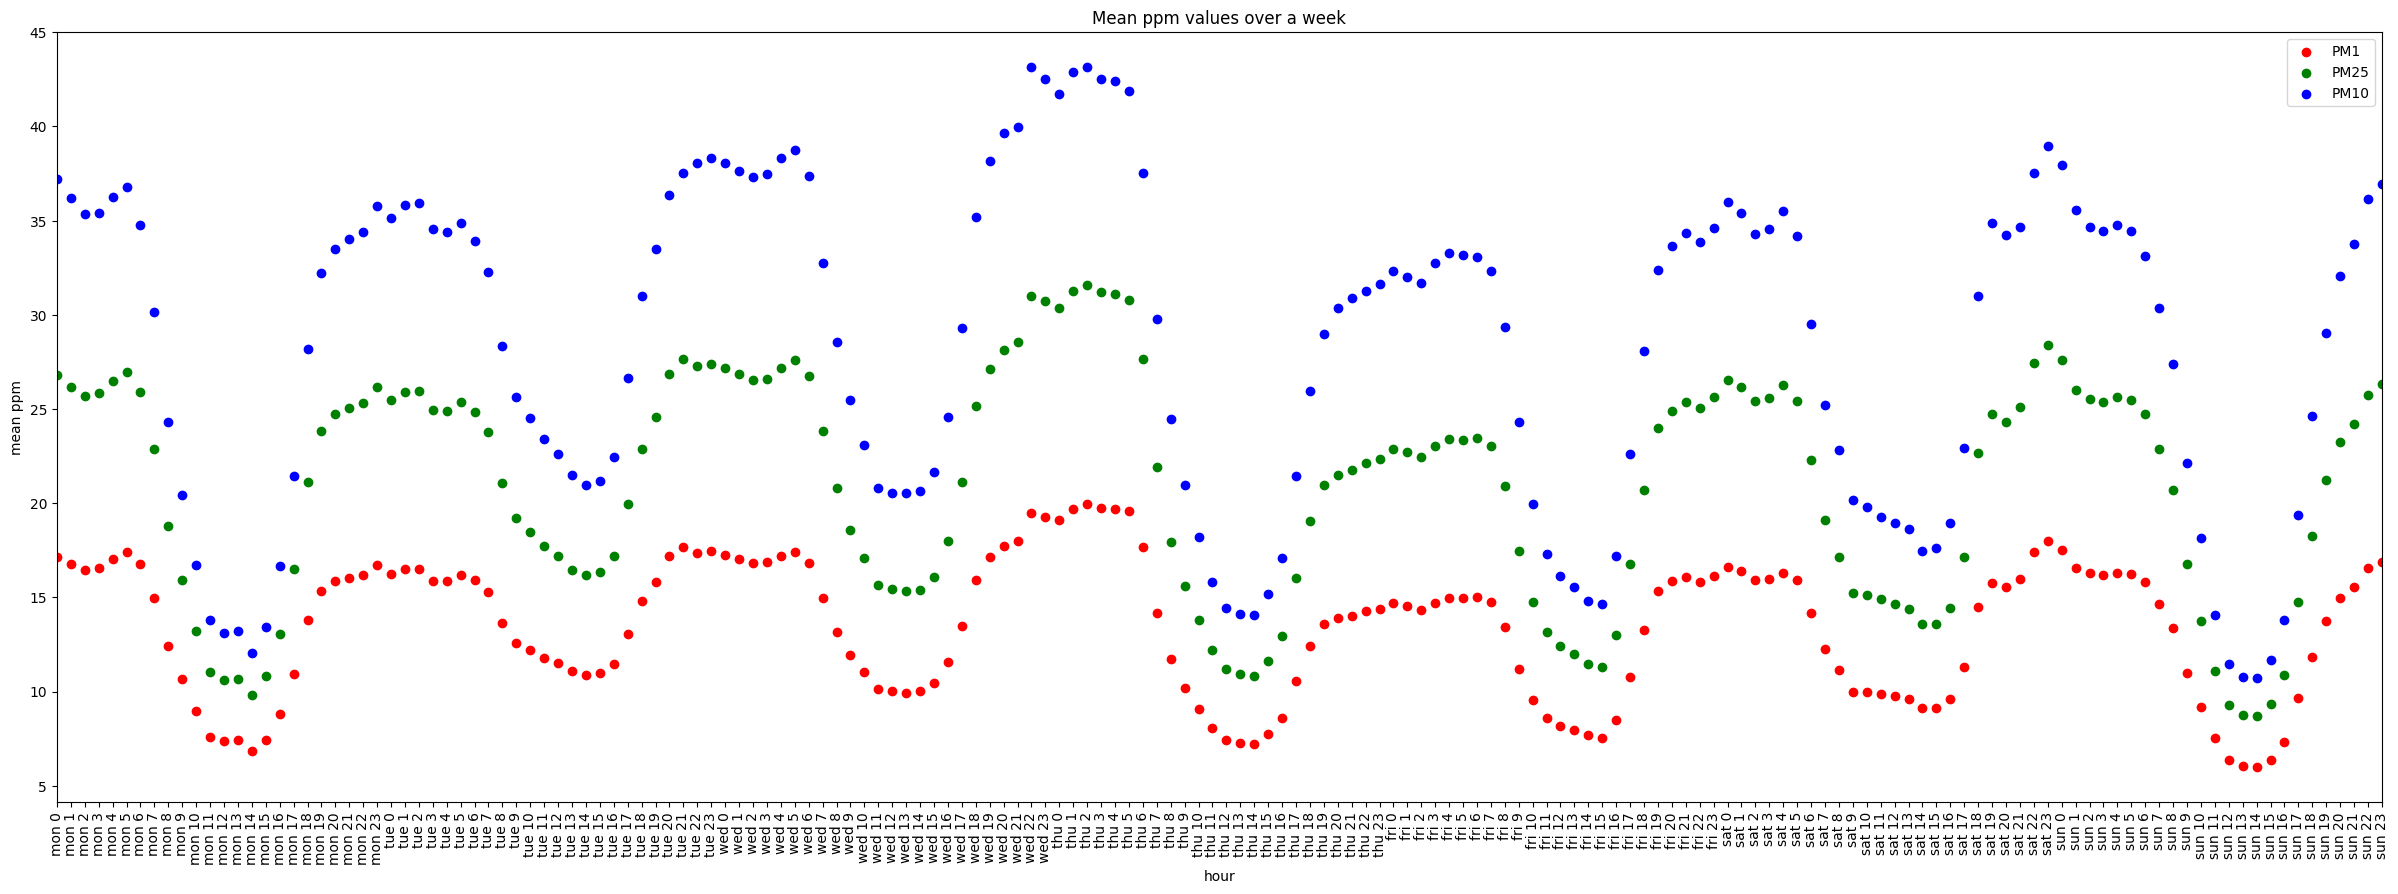 Mean ppm values over a week
PM1
PM25
PM10
45
40
35
30
25
20
15
10
5
mean ppm
mon 0
mon 1
mon 2
mon 3
mon 4
mon 5
mon 6
mon 7
mon 8
mon 9
mon 10
mon 11
mon 12
mon 13
mon 14
mon 15
mon 16
mon 17
mon 18
mon 19
mon 20
mon 21
mon 22
mon 23
tue 0
tue 1
tue 2
tue 3
tue 4
tue 5
tue 6
tue 7
tue 8
tue 9
tue 10
tue 11
tue 12
tue 13
tue 14
tue 15
tue 16
tue 17
tue 18
tue 19
tue 20
tue 21
tue 22
tue 23
wed 0
wed 1
wed 2
wed 3
wed 4
wed 5
wed 6
wed 7
wed 8
wed 9
wed 10
wed 11
wed 12
wed 13
wed 14
wed 15
wed 16
wed 17
wed 18
wed 19
wed 20
wed 21
wed 22
wed 23
thu 0
thu 1
thu 2
thu 3
thu 4
thu 5
thu 6
thu 7
thu 8
thu 9
thu 10
thu 11
thu 12
thu 13
thu 14
thu 15
thu 16
thu 17
thu 18
thu 19
thu 20
thu 21
thu 22
thu 23
fri 0
fri 1
fri 2
fri 3
fri 4
fri 5
fri 6
fri 7
fri 8
fri 9
fri 10
fri 11
fri 12
fri 13
fri 14
fri 15
fri 16
fri 17
fri 18
fri 19
fri 20
fri 21
fri 22
fri 23
sat 0
sat 1
sat 2
sat 3
sat 4
sat 5
sat 6
sat 7
sat 8
sat 9
sat 10
sat 11
sat 12
sat 13
sat 14
sat 15
sat 16
sat 17
sat 18
sat 19
sat 20
sat 21
sat 22
sat 23
sun 0
sun 1
sun 2
sun 3
sun 4
sun 5
sun 6
sun 7
sun 8
sun 9
sun 10
sun 11
sun 12
sun 13
sun 14
sun 15
sun 16
sun 17
sun 18
sun 19
sun 20
sun 21
sun 22
sun 23
hour